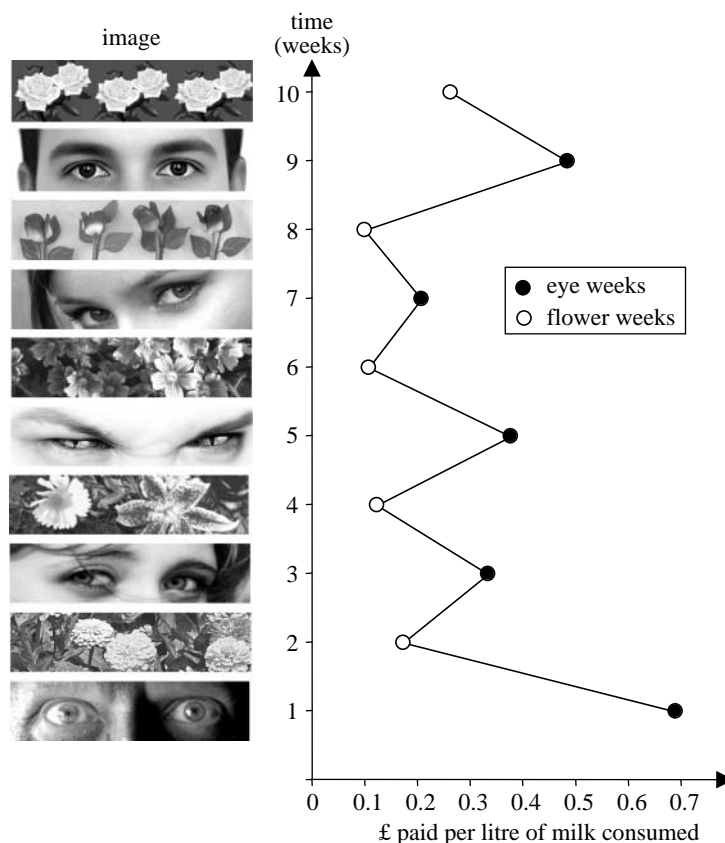 image
time
(weeks)
10
9
8
7
6
5
4
3
2
1
eye weeks
flower weeks
0 0.1 0.2 0.3 0.4 0.5 0.6 0.7
£ paid per litre of milk consumed